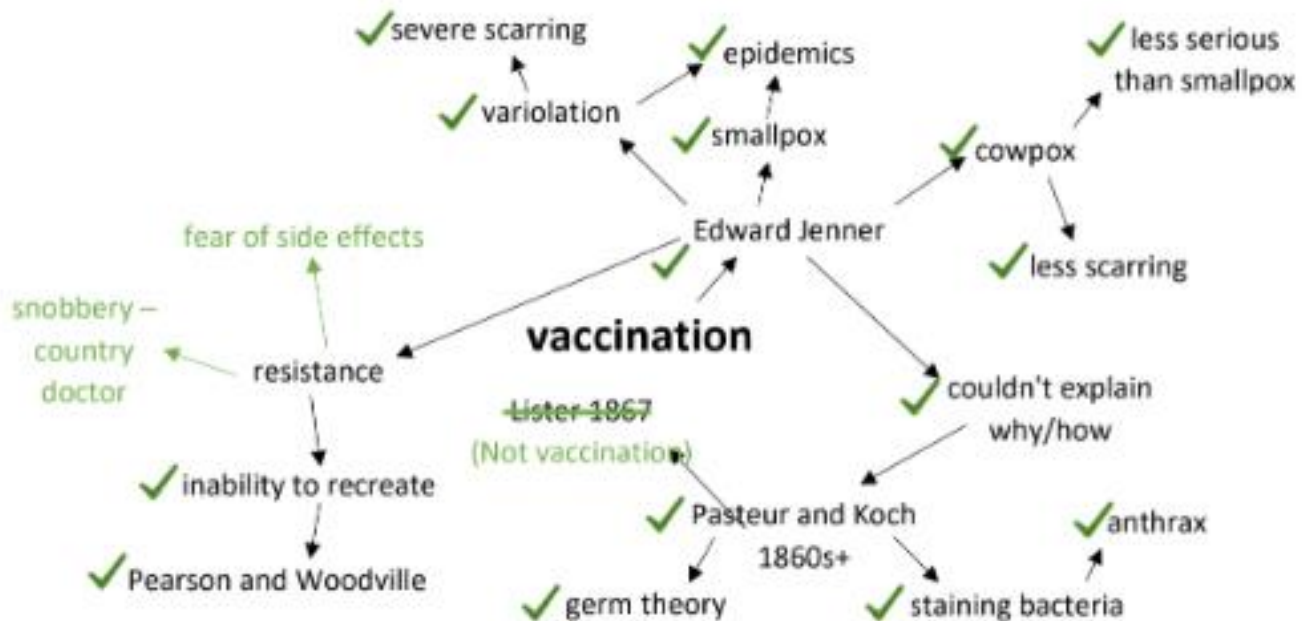 severe scarring
epidemics
less serious
than smallpox
variolation
smallpox
cowpox
Edward Jenner
fear of side effects
less scarring
snobbery –
country
doctor
vaccination
resistance
couldn't explain
why/how
Lister 1867
(Not vaccination)
inability to recreate
Pasteur and Koch
1860s+
anthrax
Pearson and Woodville
germ theory
staining bacteria